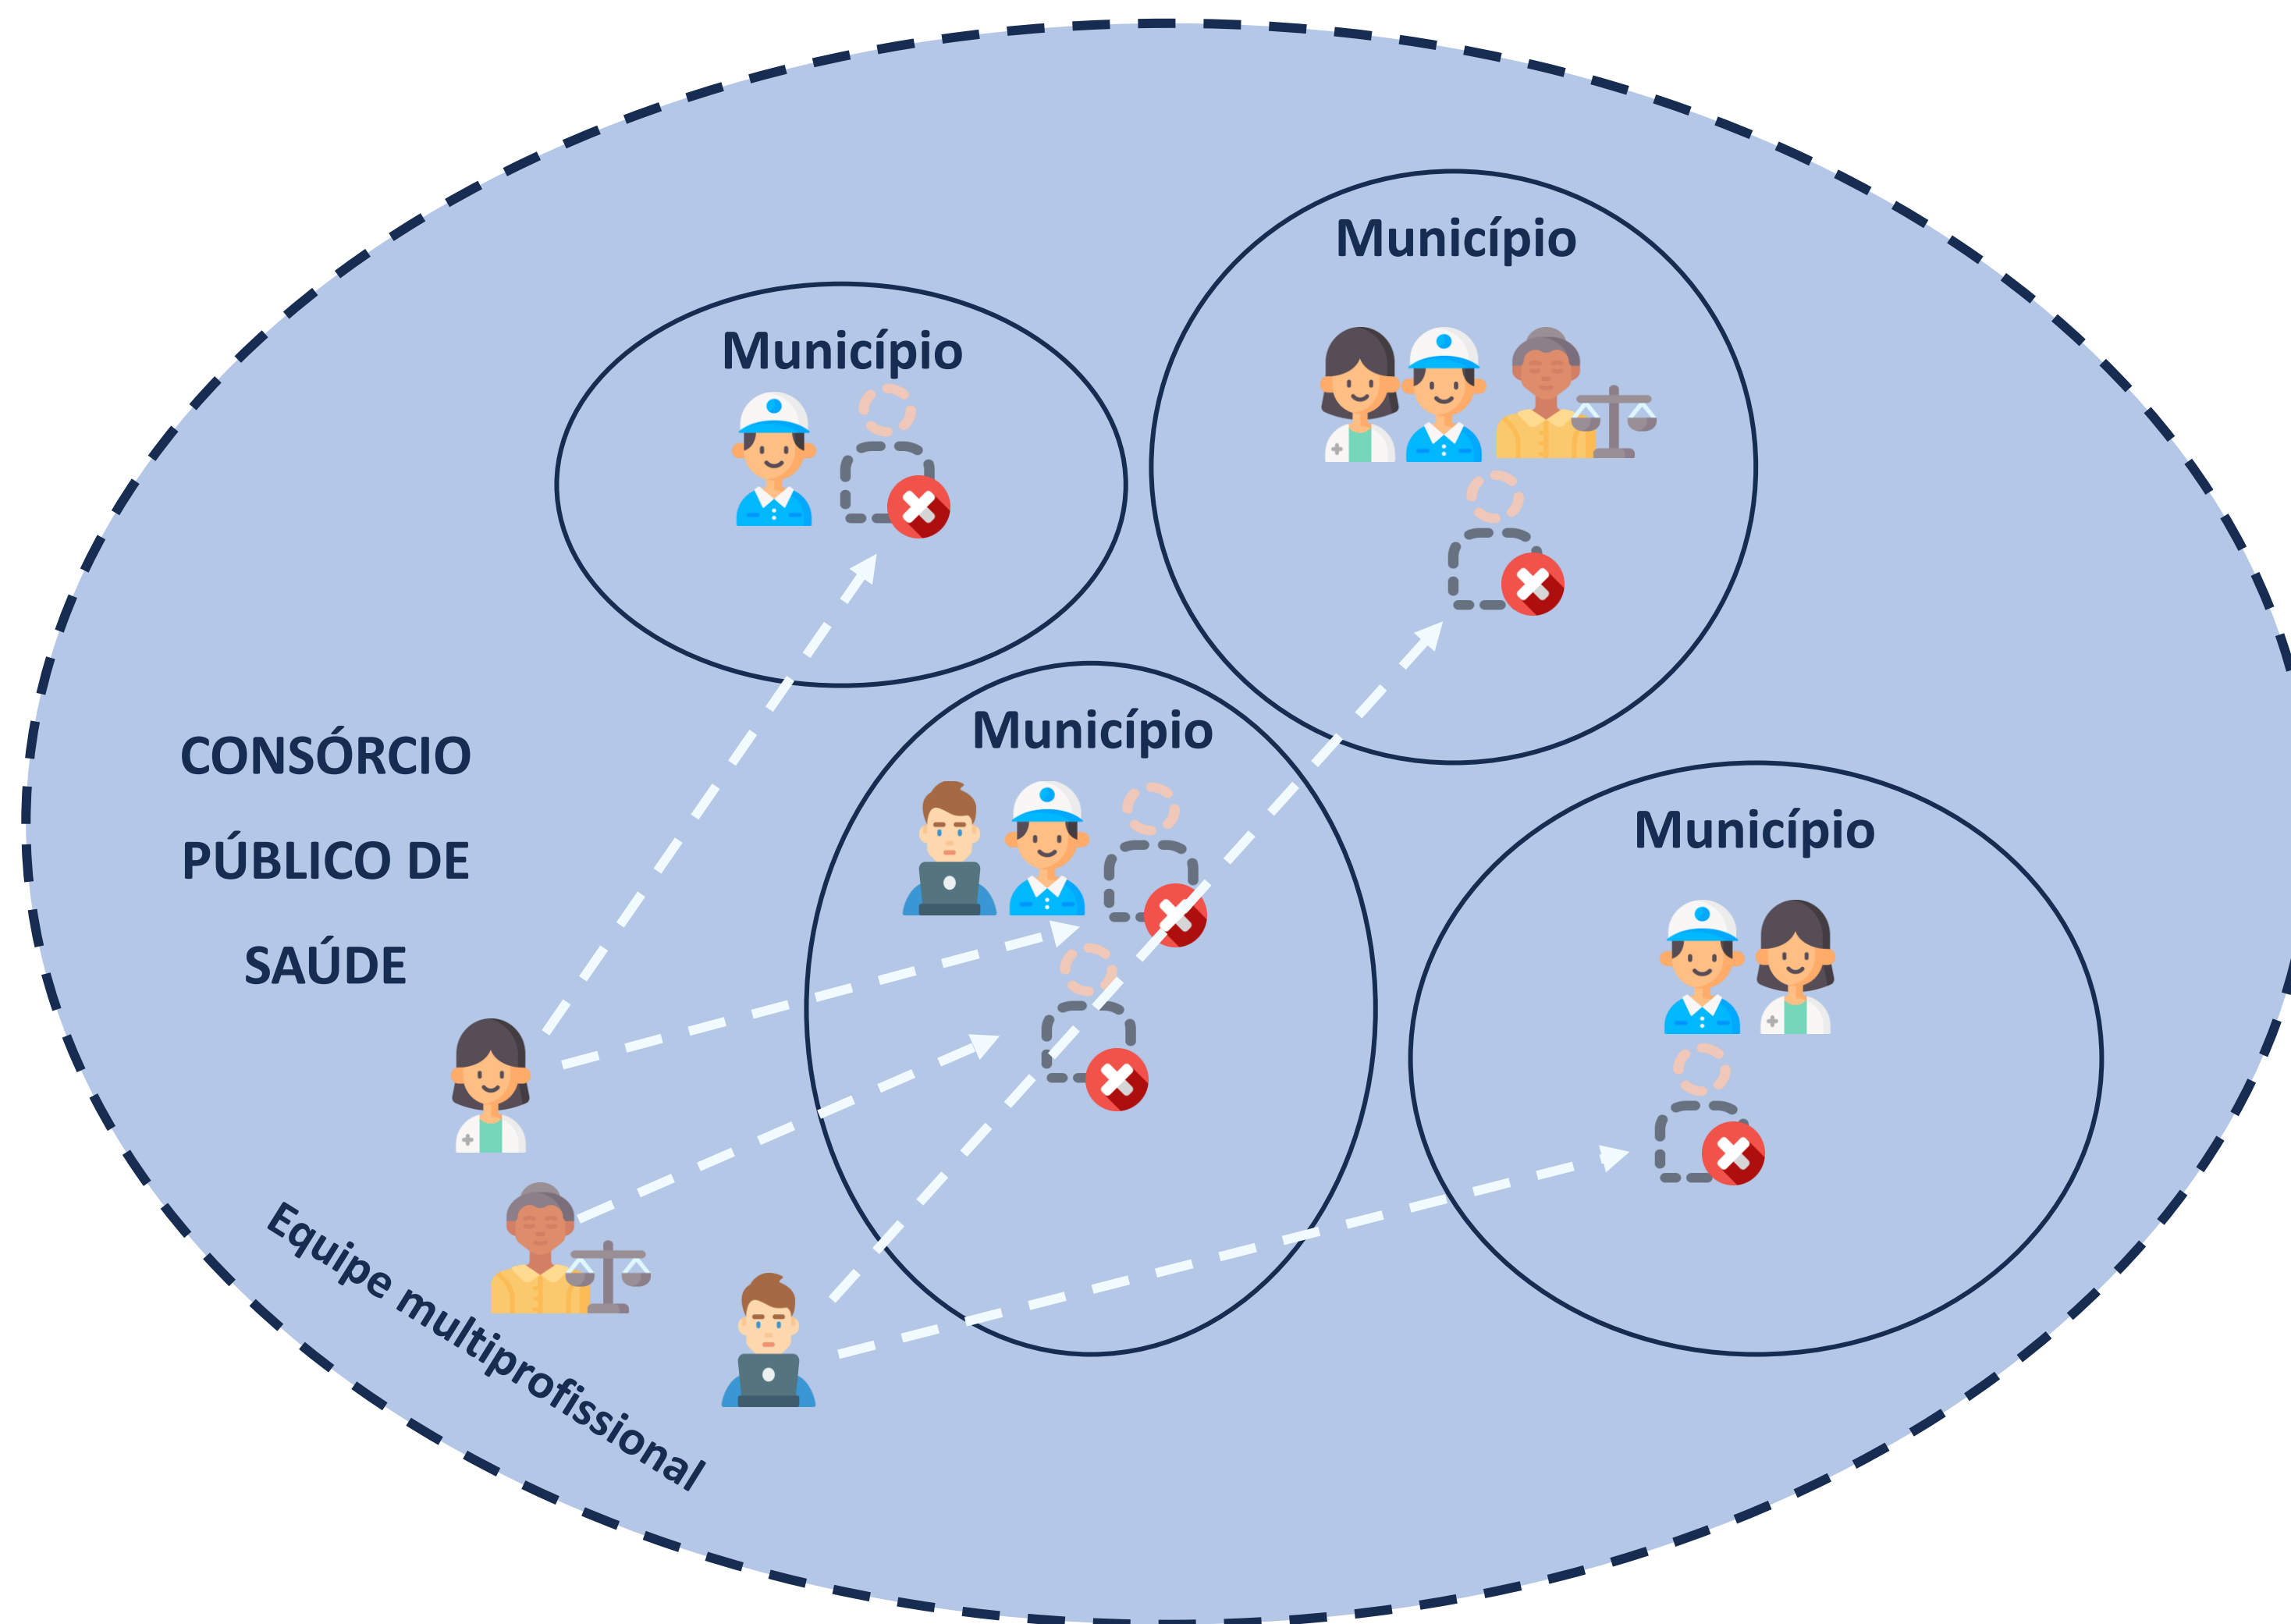 Município
Município
Município
CONSÓRCIO
PÚBLICO DE
SAÚDE
Município
Equipe multiprofissional